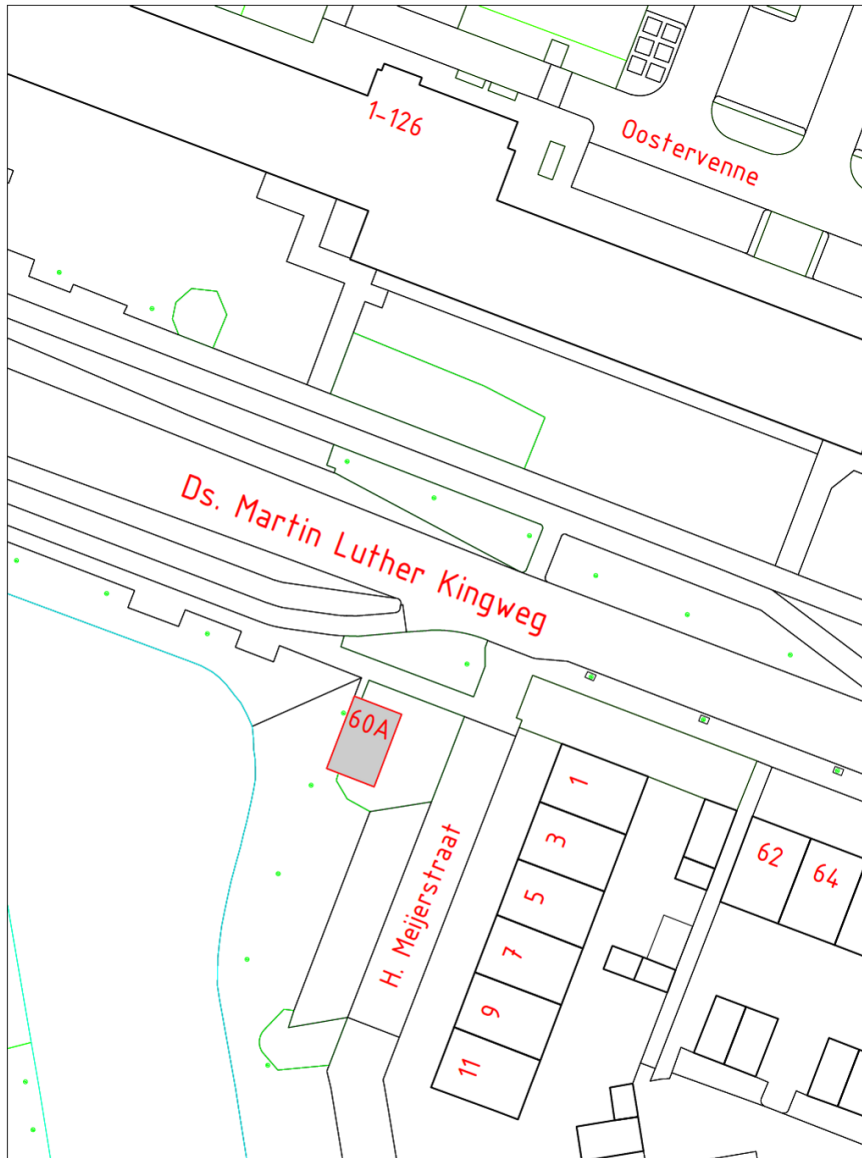 1-126
Oostervenne
Ds. Martin Luther Kingweg
60A
H. Meijerstraat
1
3
5
7
9
11
62
64